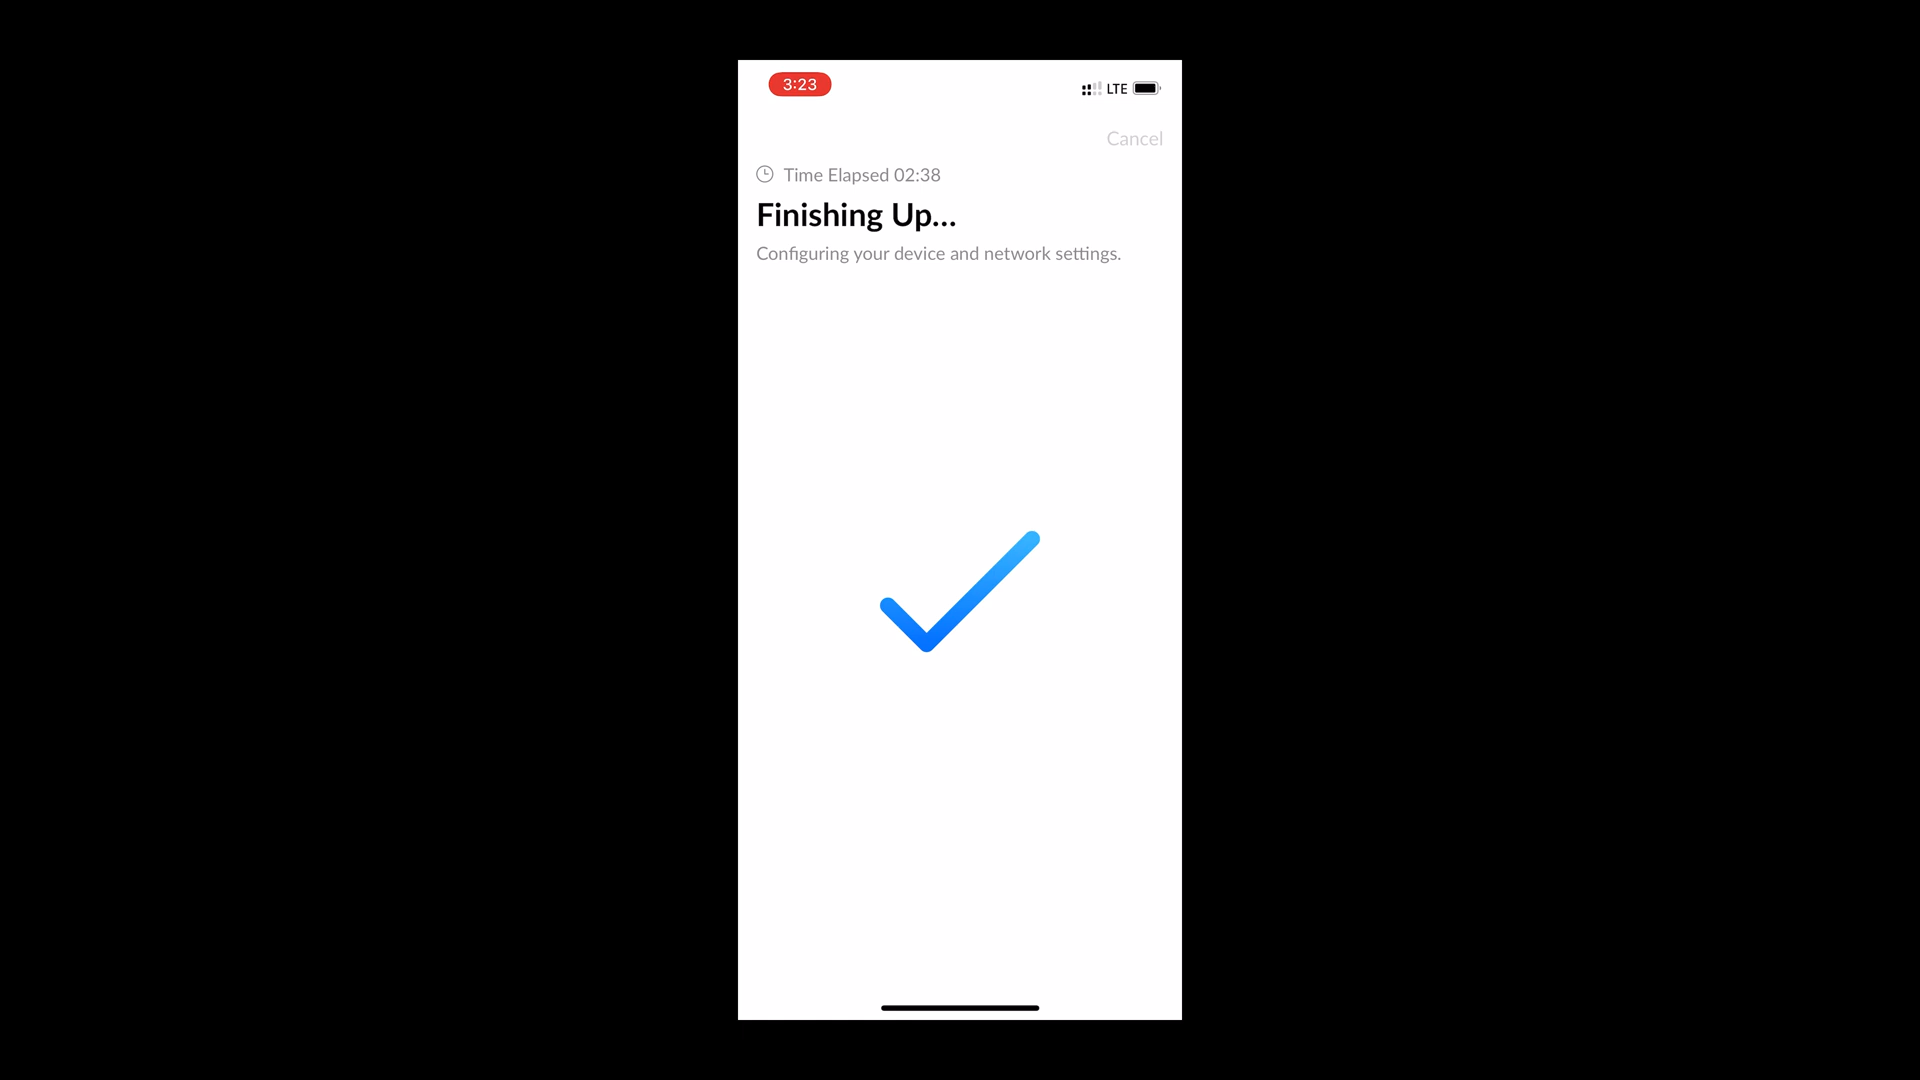 3:23
LTE
Cancel
Time Elapsed 02:38
Finishing Up...
Configuring your device and network settings.